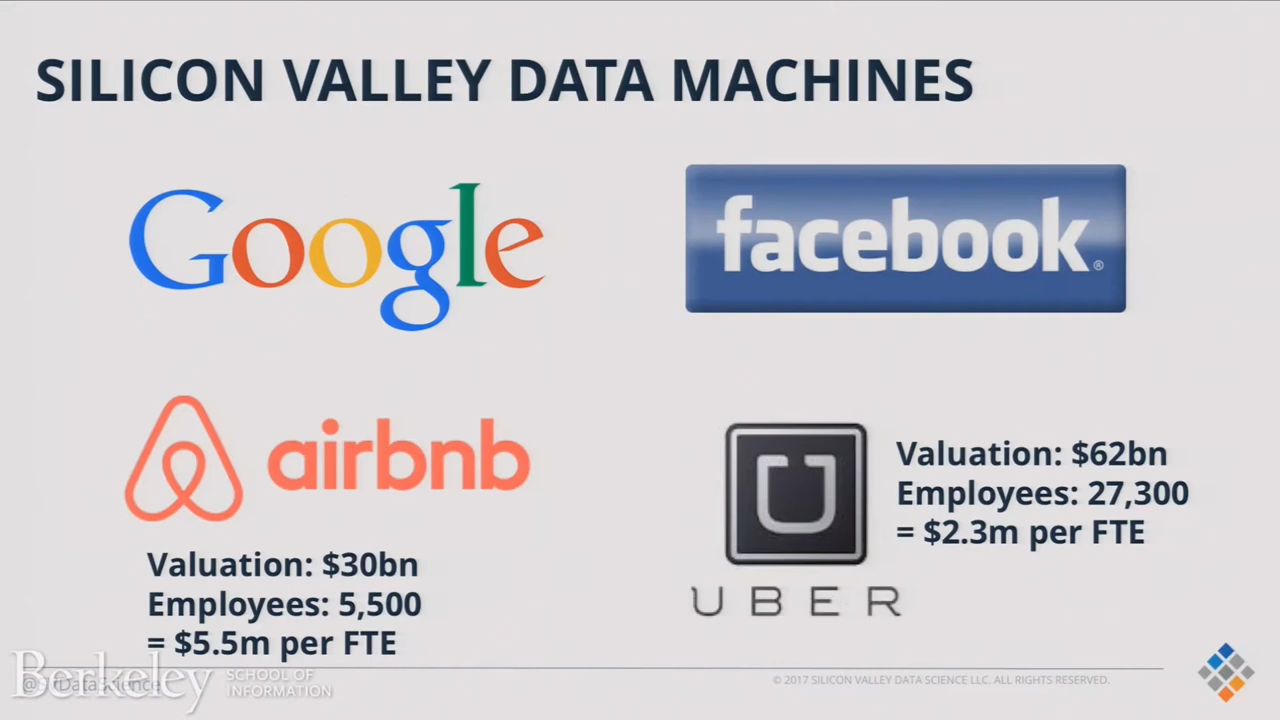 SILICON VALLEY DATA MACHINES
Google
facebook®
airbnb
Valuation: $30bn
Employees: 5,500
= $5.5m per FTE
U
UBER
Valuation: $62bn
Employees: 27,300
= $2.3m per FTE
Berkeley SCHOOL OF INFORMATION
© 2017 SILICON VALLEY DATA SCIENCE LLC. ALL RIGHTS RESERVED.